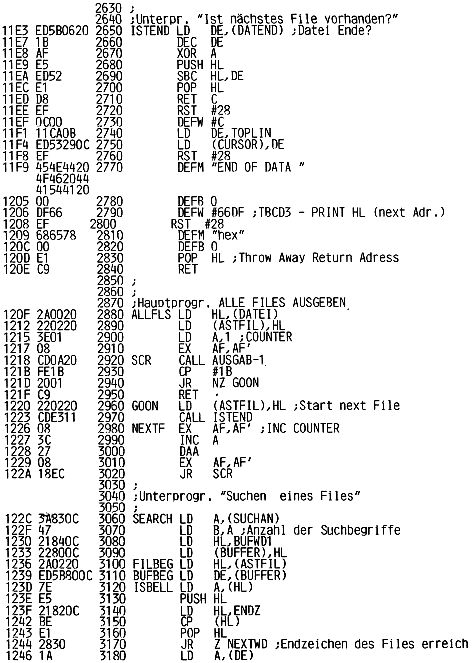 2630 ;
2640 ;Unterpr. "Ist nächstes File vorhanden?"
11E3 ED5B0620 2650 ISTEND LD DE,(DATEND) ;Datei Ende?
11E7 1B 2660 DEC DE
11E8 AF 2670 XOR A
11E9 E5 2680 PUSH HL
11EA ED52 2690 SBC HL,DE
11EC E1 2700 POP HL
11ED D8 2710 RET C
11EE EF 2720 RST #28
11EF 0C00 2730 DEFW #C
11F1 11CA0B 2740 LD DE,TOPLIN
11F4 ED53290C 2750 LD (CURSOR),DE
11F8 EF 2760 RST #28
11F9 454E4420 2770 DEFM "END OF DATA "
4F462044
41544120
1205 00 2780 DEFB 0
1206 DF66 2790 DEFW #66DF ;TBCD3 - PRINT HL (next Adr.)
1208 EF 2800 RST #28
1209 686578 2810 DEFM "hex"
120C 00 2820 DEFB 0
120D E1 2830 POP HL ;Throw Away Return Adress
120E C9 2840 RET
2850 ;
2860 ;
2870 ;Hauptprogr. ALLE FILES AUSGEBEN
120F 2A0020 2880 ALLFLS LD HL,(DATEI)
1212 220220 2890 LD (ASTFIL),HL
1215 3E01 2900 LD A,1 ;COUNTER
1217 08 2910 EX AF,AF'
1218 CD0A20 2920 SCR CALL AUSGAB-1
121B FE1B 2930 CP #1B
121D 2001 2940 JR NZ GOON
121F C9 2950 RET .
1220 220220 2960 GOON LD (ASTFIL),HL ;Start next File
1223 CDE311 2970 CALL ISTEND
1226 08 2980 NEXTF EX AF,AF' ;INC COUNTER
1227 3C 2990 INC A
1228 27 3000 DAA
1229 08 3010 EX AF,AF'
122A 18EC 3020 JR SCR
3030 ;
3040 ;Unterprogr. "Suchen eines Files"
3050 ;
122C 3A830C 3060 SEARCH LD A,(SUCHAN)
122F 47 3070 LD B,A ;Anzahl der Suchbegriffe
1230 21840C 3080 LD HL,BUFWD1
1233 22800C 3090 LD (BUFFER),HL
1236 2A0220 3100 FILBEG LD HL,(ASTFIL)
1239 ED5B800C 3110 BUFBEG LD DE,(BUFFER)
123D 7E 3120 ISBELL LD A,(HL)
123E E5 3130 PUSH HL
123F 21820C 3140 LD HL,ENDZ
1242 BE 3150 CP (HL)
1243 E1 3160 POP HL
1244 2830 3170 JR Z NEXTWD ;Endzeichen des Files erreich
1246 1A 3180 LD A,(DE)